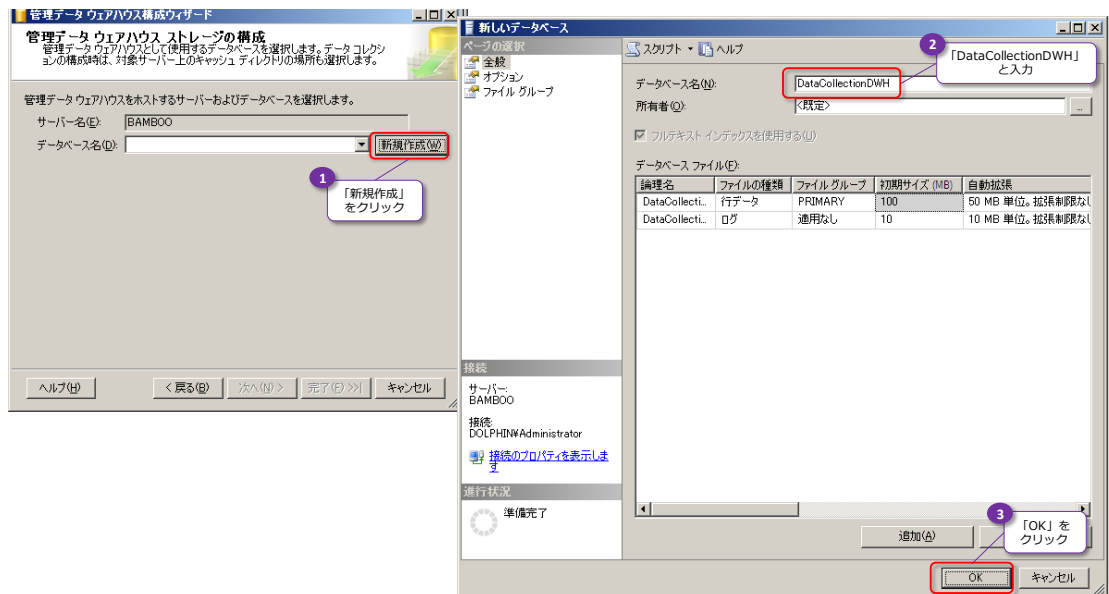 管理データ ウェアハウス構成ウィザード
管理データ ウェアハウス ストレージの構成
管理データ ウェアハウスとして使用するデータベースを選択します。データ コレクシ
ョンの構成時は、対象サーバー上のキャッシュ ディレクトリの場所も選択します。
管理データ ウェアハウスをホストするサーバーおよびデータベースを選択します。
サーバー名(E): BAMBOO
データベース名(D): 新規作成(W)
1
「新規作成」
をクリック
ヘルプ(H) < 戻る(B) 次へ(N) > 完了(F) >>| キャンセル
新しいデータベース
ページの選択
全般
オプション
ファイル グループ
スクリプト ヘルプ
2
「DataCollectionDWH」
と入力
データベース名(N): DataCollectionDWH
所有者(O): <既定> ...
フルテキスト インデックスを使用する(U)
データベース ファイル(F):
論理名 ファイルの種類 ファイル グループ 初期サイズ (MB) 自動拡張
DataCollecti... 行データ PRIMARY 100 50 MB 単位。拡張制限なし
DataCollecti... ログ 適用なし 10 10 MB 単位。拡張制限なし
接続
サーバー:
BAMBOO
接続:
DOLPHIN¥Administrator
接続のプロパティを表示しま
す
進行状況
準備完了
追加(A)
3
「OK」を
クリック
OK キャンセル